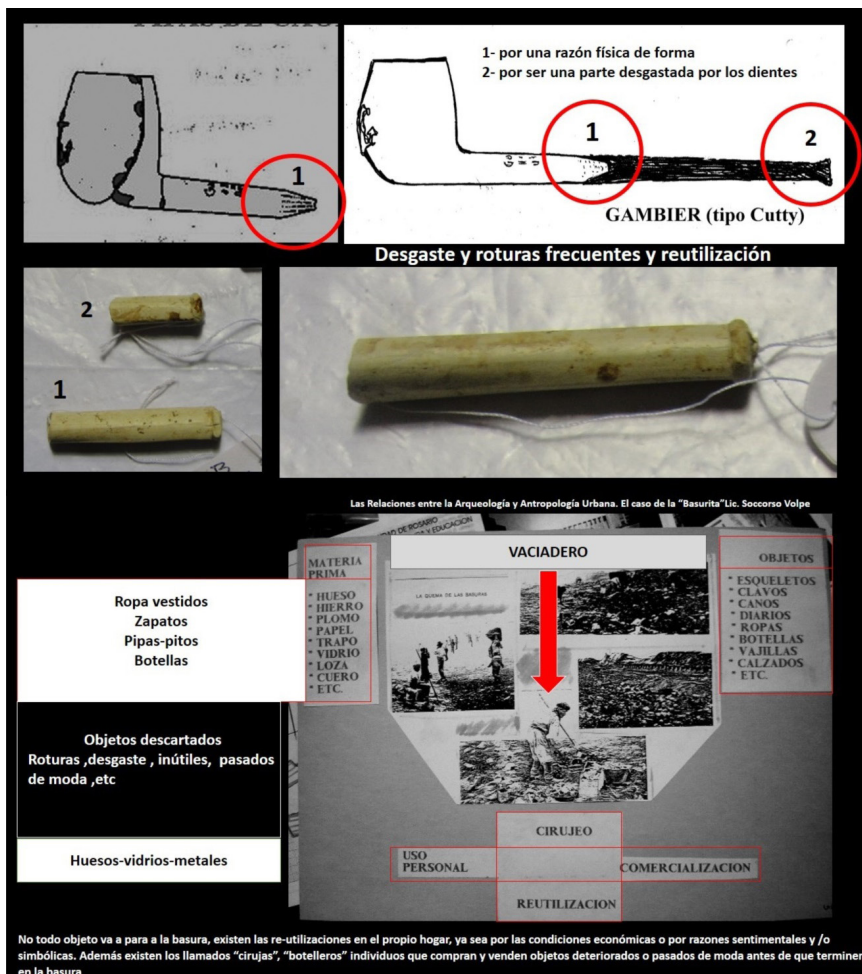 1
1- por una razón física de forma
2- por ser una parte desgastada por los dientes
1
2
GAMBIER (tipo Cutty)
Desgaste y roturas frecuentes y reutilización
2
1
Las Relaciones entre la Arqueología y Antropología Urbana. El caso de la “Basurita”Lic. Soccorso Volpe
MATERIA
PRIMA
* HUESO
* HIERRO
* PLOMO
* PAPEL
* TRAPO
* VIDRIO
* LOZA
* CUERO
* ETC.
VACIADERO
LA QUEMA DE LAS BASURAS
OBJETOS
* ESQUELETOS
* CLAVOS
* CANOS
* DIARIOS
* ROPAS
* BOTELLAS
* VAJILLAS
* CALZADOS
* ETC.
Ropa vestidos
Zapatos
Pipas-pitos
Botellas
Objetos descartados
Roturas ,desgaste , inútiles, pasados
de moda ,etc
Huesos-vidrios-metales
CIRUJEO
USO
PERSONAL
COMERCIALIZACION
REUTILIZACION
No todo objeto va a para a la basura, existen las re-utilizaciones en el propio hogar, ya sea por las condiciones económicas o por razones sentimentales y /o
simbólicas. Además existen los llamados “cirujas”, “botelleros” individuos que compran y venden objetos deteriorados o pasados de moda antes de que terminen
en la basura